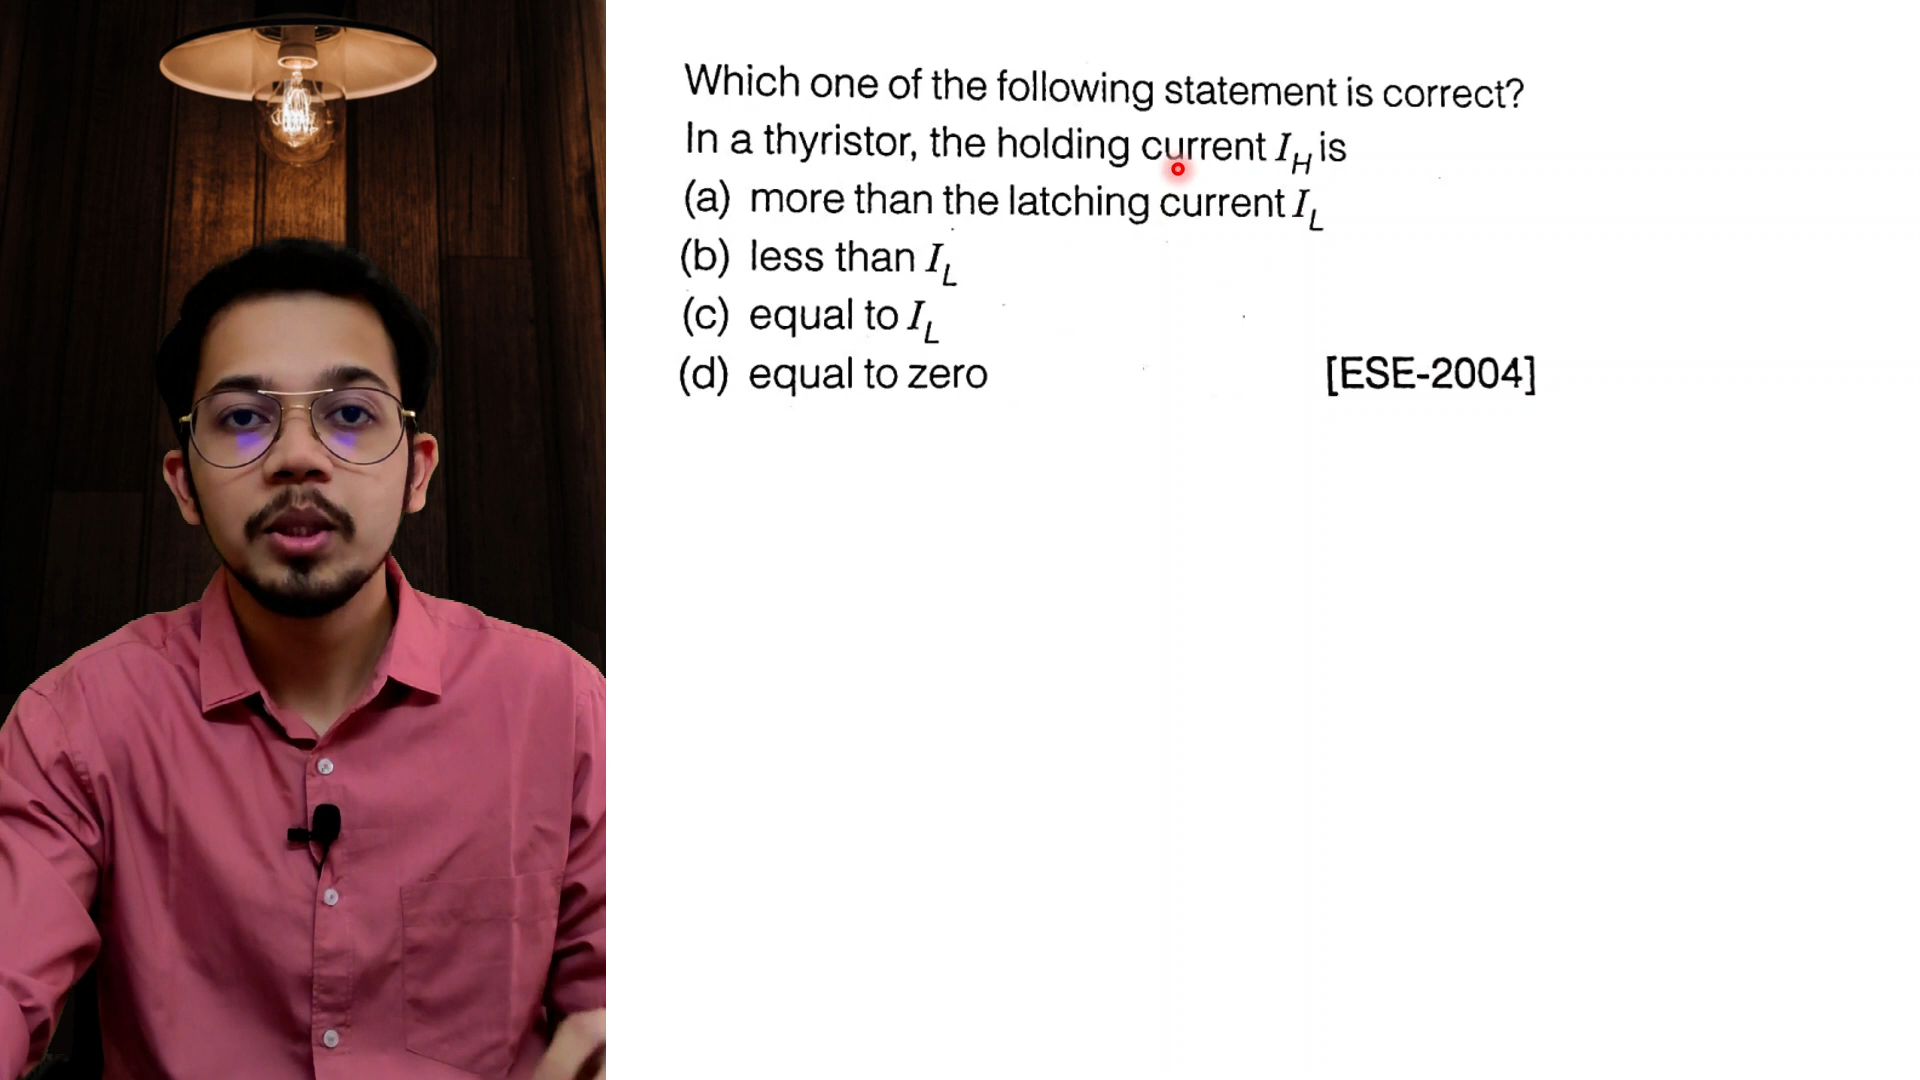 Which one of the following statement is correct?
In a thyristor, the holding current I_H is
(a) more than the latching current I_L
(b) less than I_L
(c) equal to I_L
(d) equal to zero [ESE-2004]